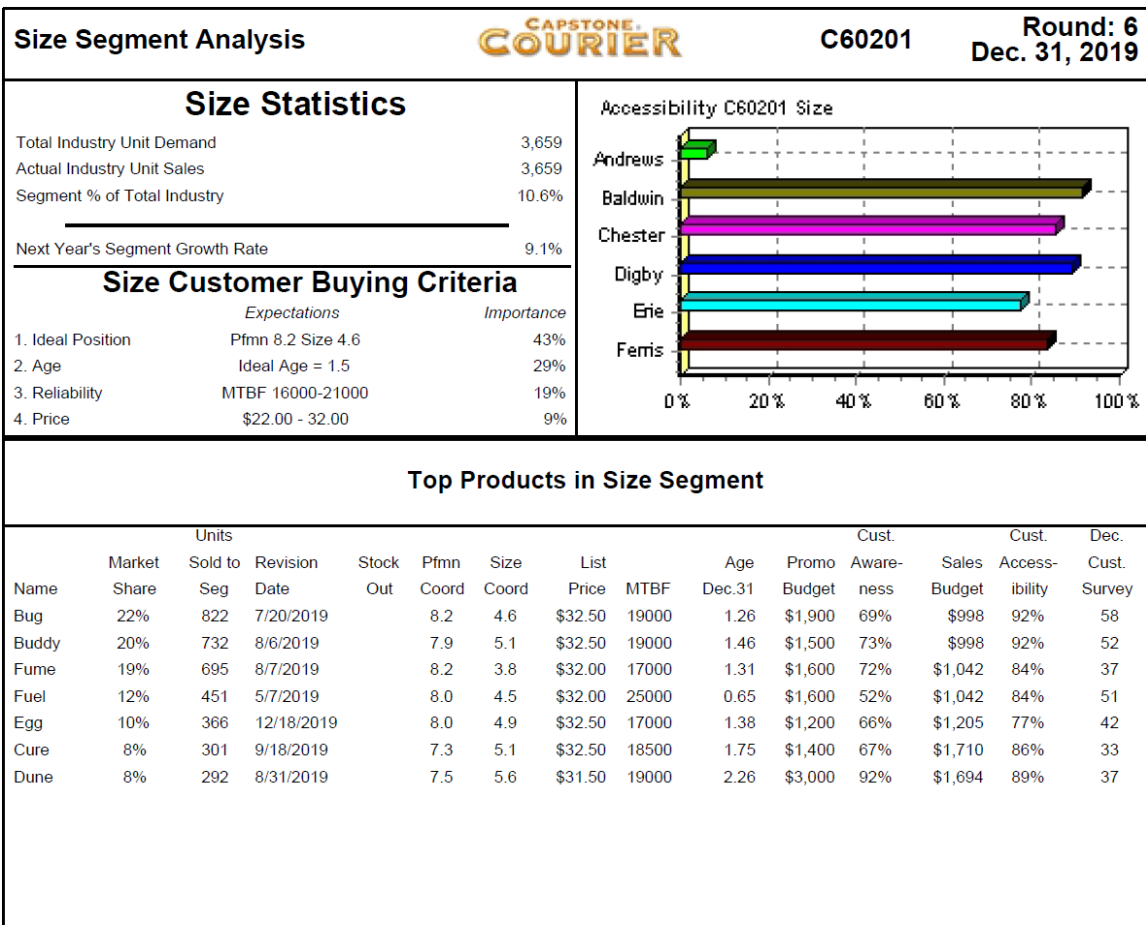 Size Segment Analysis
CAPSTONE
COURIER
C60201
Round: 6
Dec. 31, 2019
Size Statistics
Total Industry Unit Demand 3,659
Actual Industry Unit Sales 3,659
Segment % of Total Industry 10.6%
Next Year's Segment Growth Rate 9.1%
Size Customer Buying Criteria
Expectations Importance
1. Ideal Position Pfmn 8.2 Size 4.6 43%
2. Age Ideal Age = 1.5 29%
3. Reliability MTBF 16000-21000 19%
4. Price $22.00 - 32.00 9%
Accessibility C60201 Size
Andrews
Baldwin
Chester
Digby
Erie
Ferris
0% 20% 40% 60% 80% 100%
Top Products in Size Segment
Units Cust. Cust. Dec.
Market Sold to Revision Stock Pfmn Size List Age Promo Aware- Sales Access- Cust.
Name Share Seg Date Out Coord Coord Price MTBF Dec.31 Budget ness Budget ibility Survey
Bug 22% 822 7/20/2019 8.2 4.6 $32.50 19000 1.26 $1,900 69% $998 92% 58
Buddy 20% 732 8/6/2019 7.9 5.1 $32.50 19000 1.46 $1,500 73% $998 92% 52
Fume 19% 695 8/7/2019 8.2 3.8 $32.00 17000 1.31 $1,600 72% $1,042 84% 37
Fuel 12% 451 5/7/2019 8.0 4.5 $32.00 25000 0.65 $1,600 52% $1,042 84% 51
Egg 10% 366 12/18/2019 8.0 4.9 $32.50 17000 1.38 $1,200 66% $1,205 77% 42
Cure 8% 301 9/18/2019 7.3 5.1 $32.50 18500 1.75 $1,400 67% $1,710 86% 33
Dune 8% 292 8/31/2019 7.5 5.6 $31.50 19000 2.26 $3,000 92% $1,694 89% 37